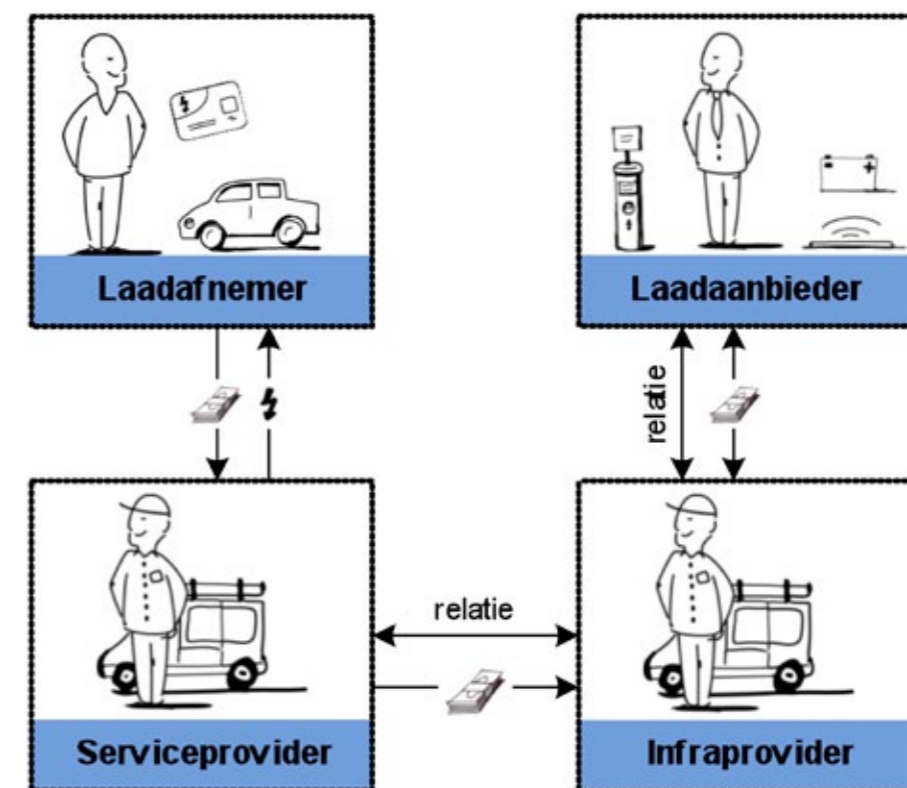 Laadafnemer
Laadaanbieder
relatie
relatie
Serviceprovider
Infraprovider